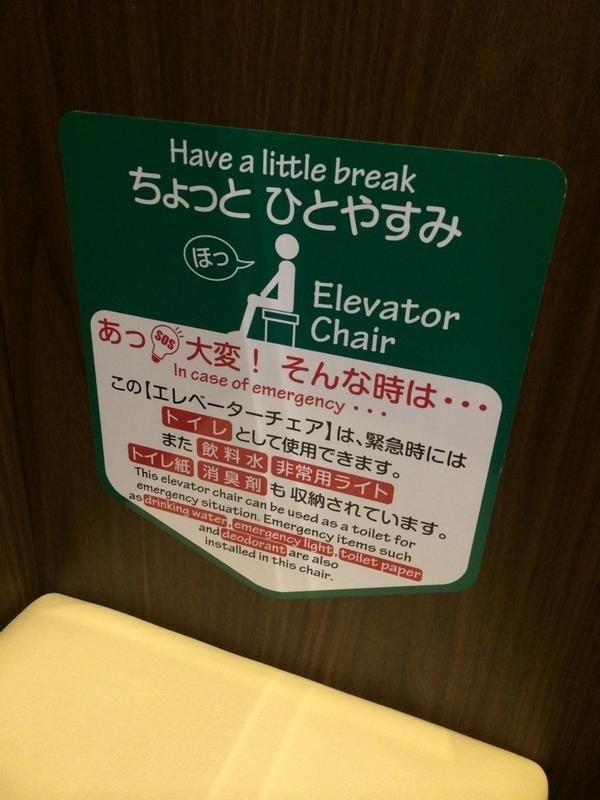 Have a little break
ちょっと ひとやすみ
ほっ
Elevator
Chair
あっ SOS 大変！ そんな時は・・・
In case of emergency ・・・
この【エレベーターチェア】は、緊急時には
トイレ として使用できます。
また 飲料水 非常用ライト
トイレ紙 消臭剤 も 収納されています。
This elevator chair can be used as a toilet for
emergency situation. Emergency items such
as drinking water, emergency light, toilet paper
and deodorant are also
installed in this chair.